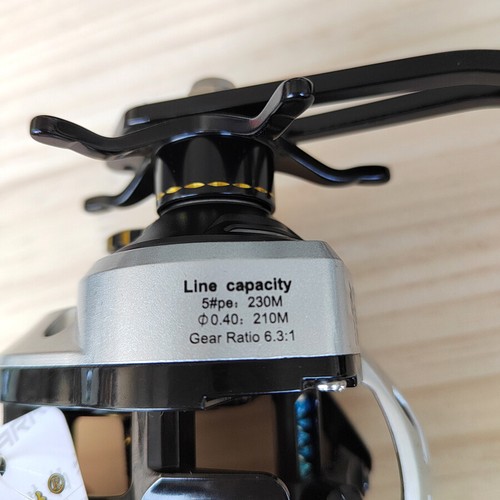 Line capacity
5#pe：230M
Φ0.40：210M
Gear Ratio 6.3:1